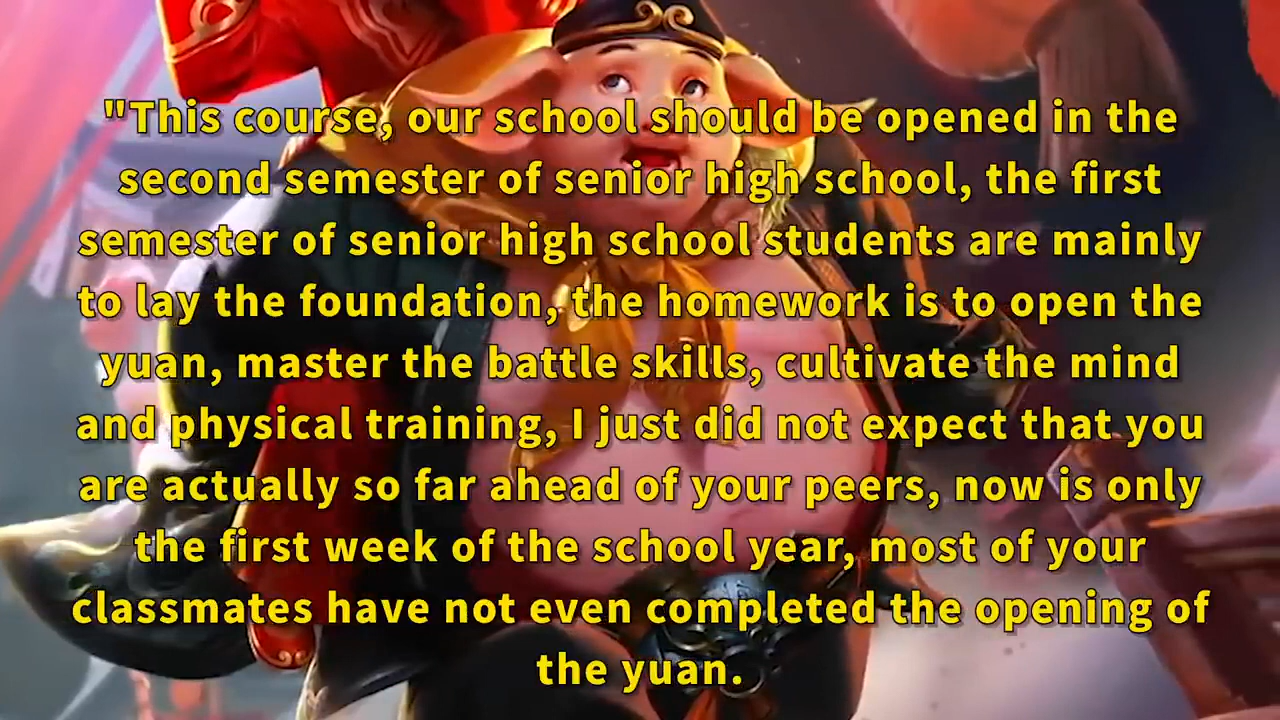 "This course, our school should be opened in the
second semester of senior high school, the first
semester of senior high school students are mainly
to lay the foundation, the homework is to open the
yuan, master the battle skills, cultivate the mind
and physical training, I just did not expect that you
are actually so far ahead of your peers, now is only
the first week of the school year, most of your
classmates have not even completed the opening of
the yuan.